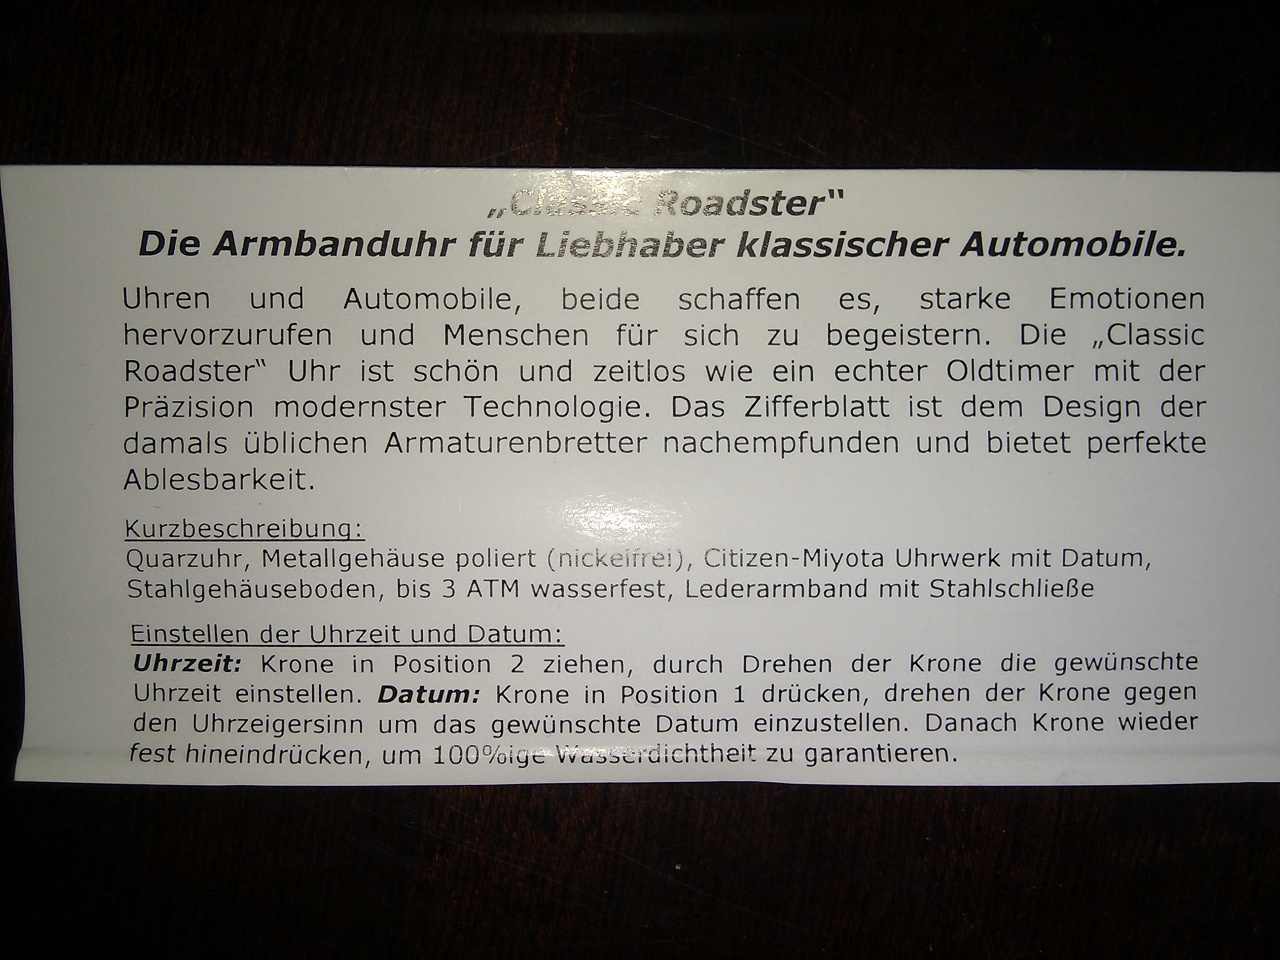 „Classic Roadster“
Die Armbanduhr für Liebhaber klassischer Automobile.
Uhren und Automobile, beide schaffen es, starke Emotionen
hervorzurufen und Menschen für sich zu begeistern. Die „Classic
Roadster“ Uhr ist schön und zeitlos wie ein echter Oldtimer mit der
Präzision modernster Technologie. Das Zifferblatt ist dem Design der
damals üblichen Armaturenbretter nachempfunden und bietet perfekte
Ablesbarkeit.
Kurzbeschreibung:
Quarzuhr, Metallgehäuse poliert (nickelfrei), Citizen-Miyota Uhrwerk mit Datum,
Stahlgehäuseboden, bis 3 ATM wasserfest, Lederarmband mit Stahlschließe
Einstellen der Uhrzeit und Datum:
Uhrzeit: Krone in Position 2 ziehen, durch Drehen der Krone die gewünschte
Uhrzeit einstellen. Datum: Krone in Position 1 drücken, drehen der Krone gegen
den Uhrzeigersinn um das gewünschte Datum einzustellen. Danach Krone wieder
fest hineindrücken, um 100%ige Wasserdichtheit zu garantieren.